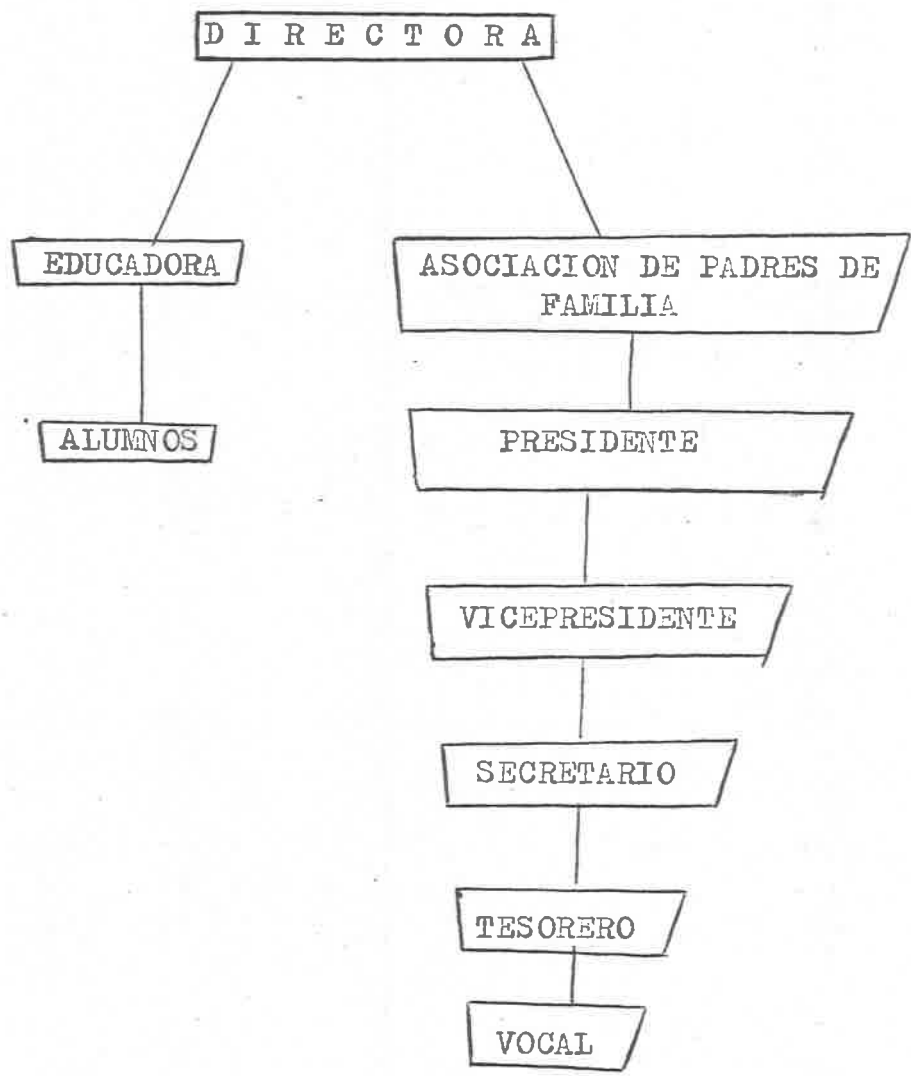 D I R E C T O R A
EDUCADORA
ASOCIACION DE PADRES DE
FAMILIA
ALUMNOS
PRESIDENTE
VICEPRESIDENTE
SECRETARIO
TESORERO
VOCAL